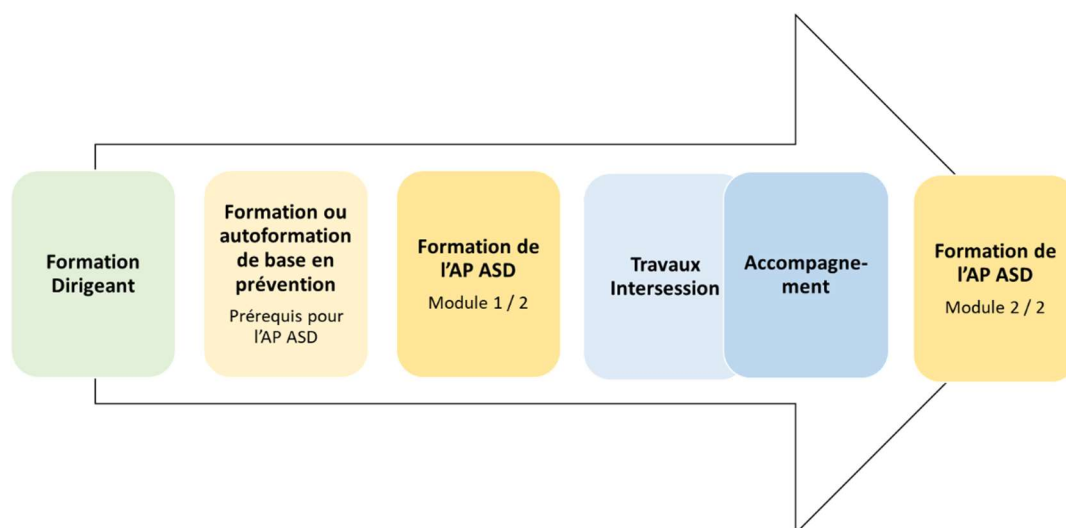 Formation
Dirigeant
Formation ou
autoformation
de base en
prévention
Prérequis pour
l'AP ASD
Formation de
l'AP ASD
Module 1 / 2
Travaux
Intersession
Accompagne-
ment
Formation de
l'AP ASD
Module 2 / 2